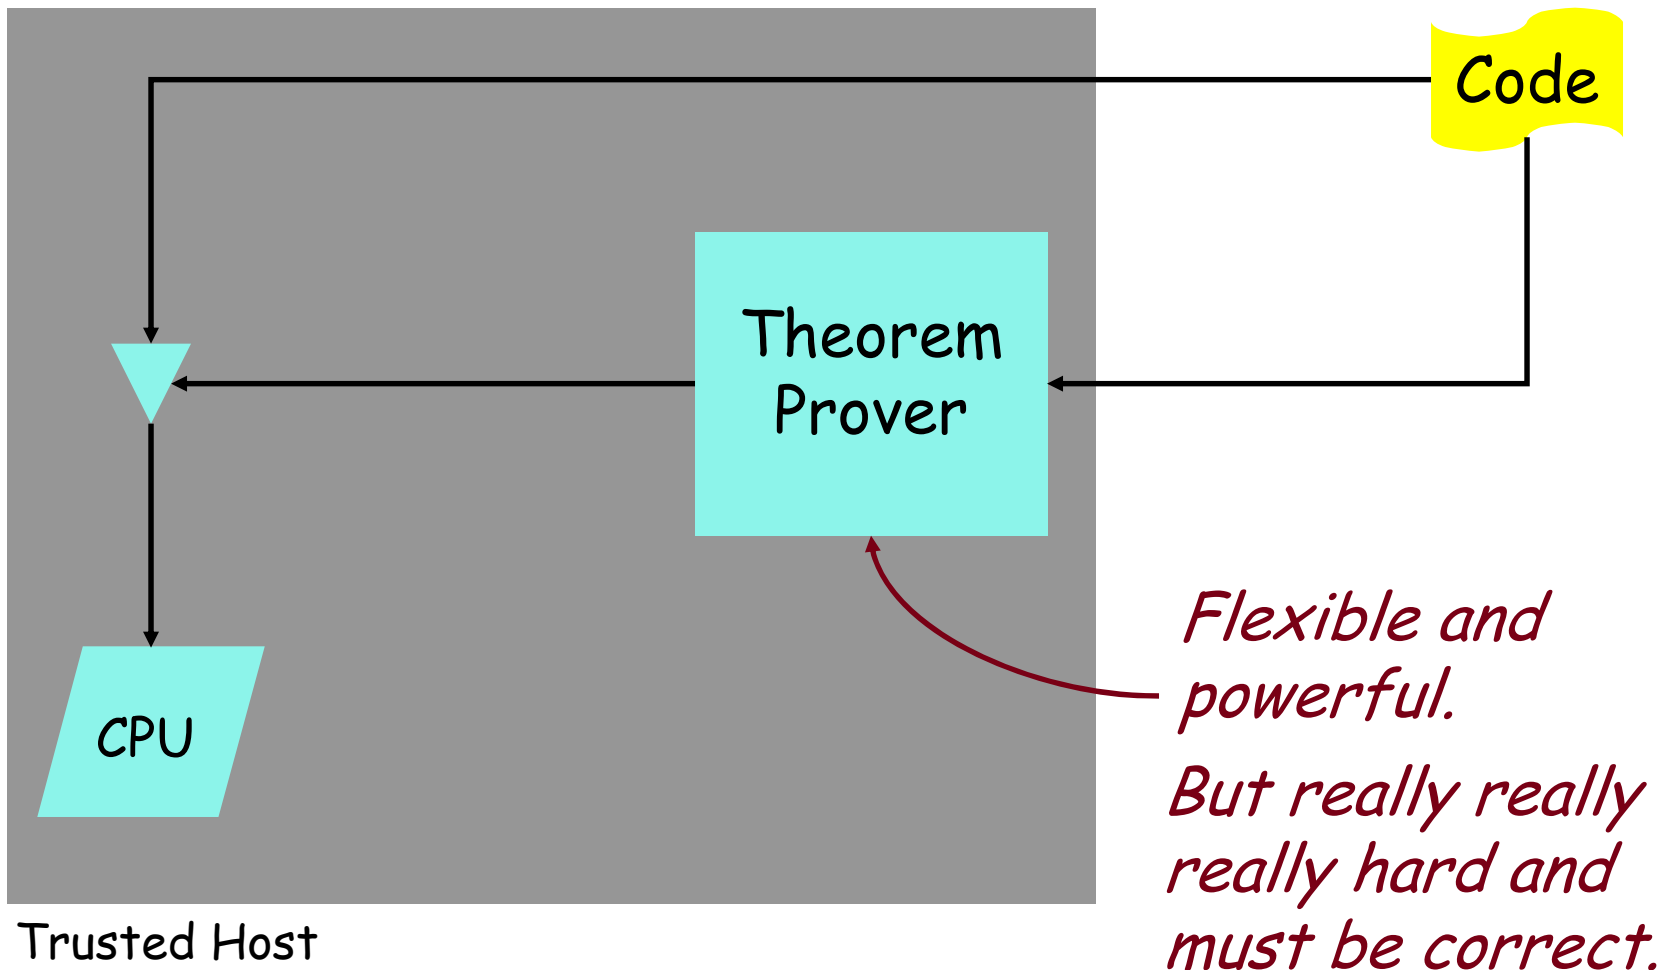 Code
Theorem
Prover
Flexible and
powerful.
CPU
But really really
really hard and
must be correct.
Trusted Host